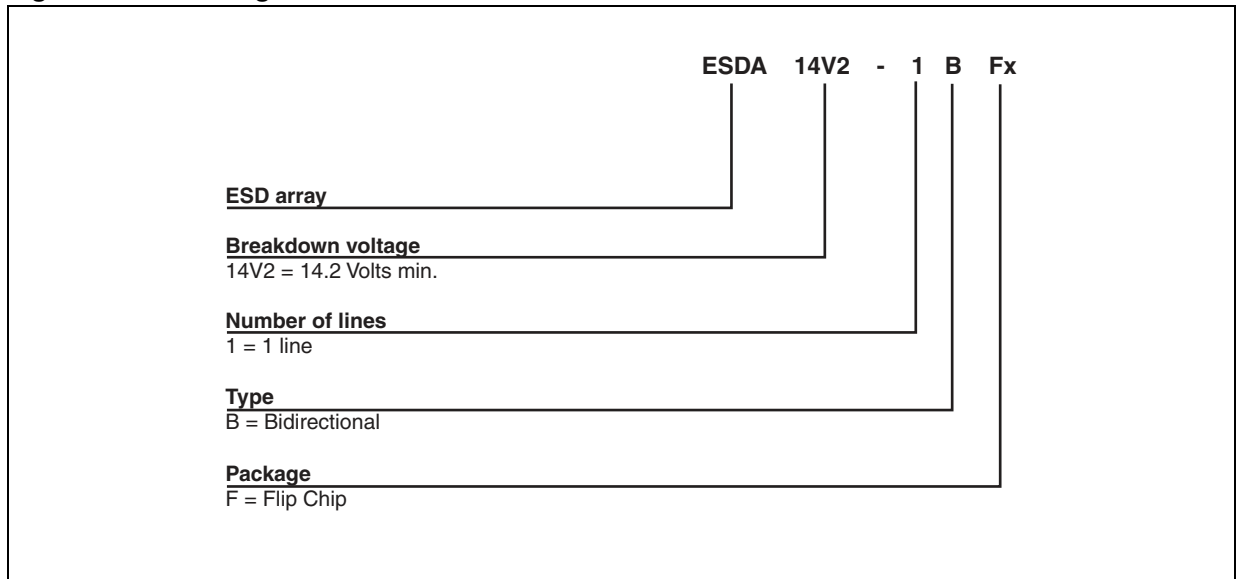 ESDA 14V2 - 1 B Fx
ESD array
Breakdown voltage
14V2 = 14.2 Volts min.
Number of lines
1 = 1 line
Type
B = Bidirectional
Package
F = Flip Chip